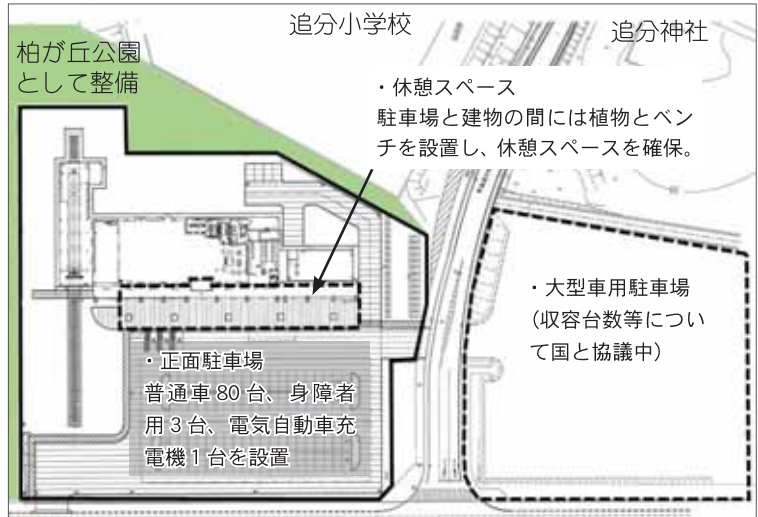 追分小学校
追分神社
柏が丘公園
として整備
・休憩スペース
駐車場と建物の間には植物とベン
チを設置し、休憩スペースを確保。
・大型車用駐車場
（収容台数等につい
て国と協議中）
・正面駐車場
普通車 80 台、身障者
用 3 台、電気自動車充
電機 1 台を設置